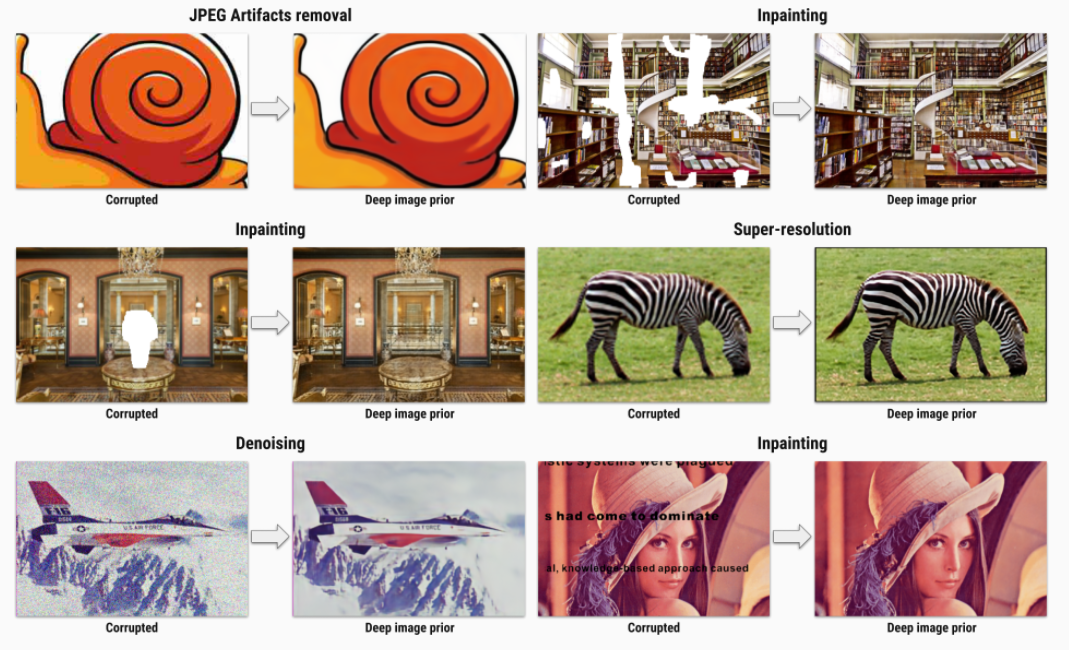 JPEG Artifacts removal
Inpainting
Corrupted
Deep image prior
Corrupted
Deep image prior
Inpainting
Super-resolution
Corrupted
Deep image prior
Corrupted
Deep image prior
Denoising
Inpainting
F16
U.S. AIR FORCE
F16
U.S. AIR FORCE
istic systems were plagued
s had come to dominate
al, knowledge-based approach caused
Corrupted
Deep image prior
Corrupted
Deep image prior